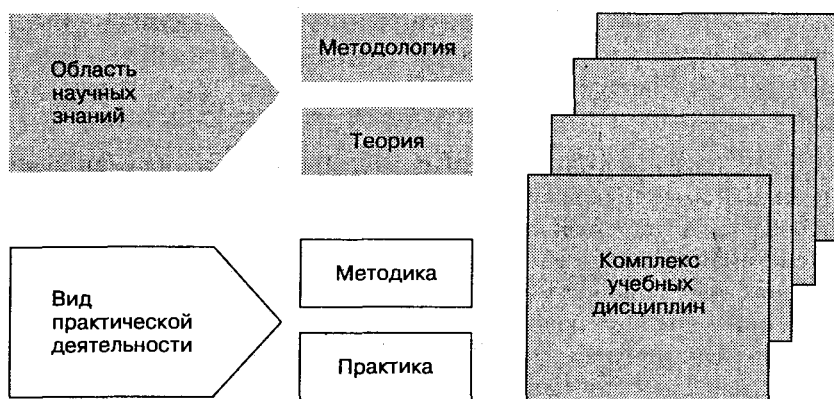 Область
научных
знаний
Методология
Теория
Вид
практической
деятельности
Методика
Практика
Комплекс
учебных
дисциплин